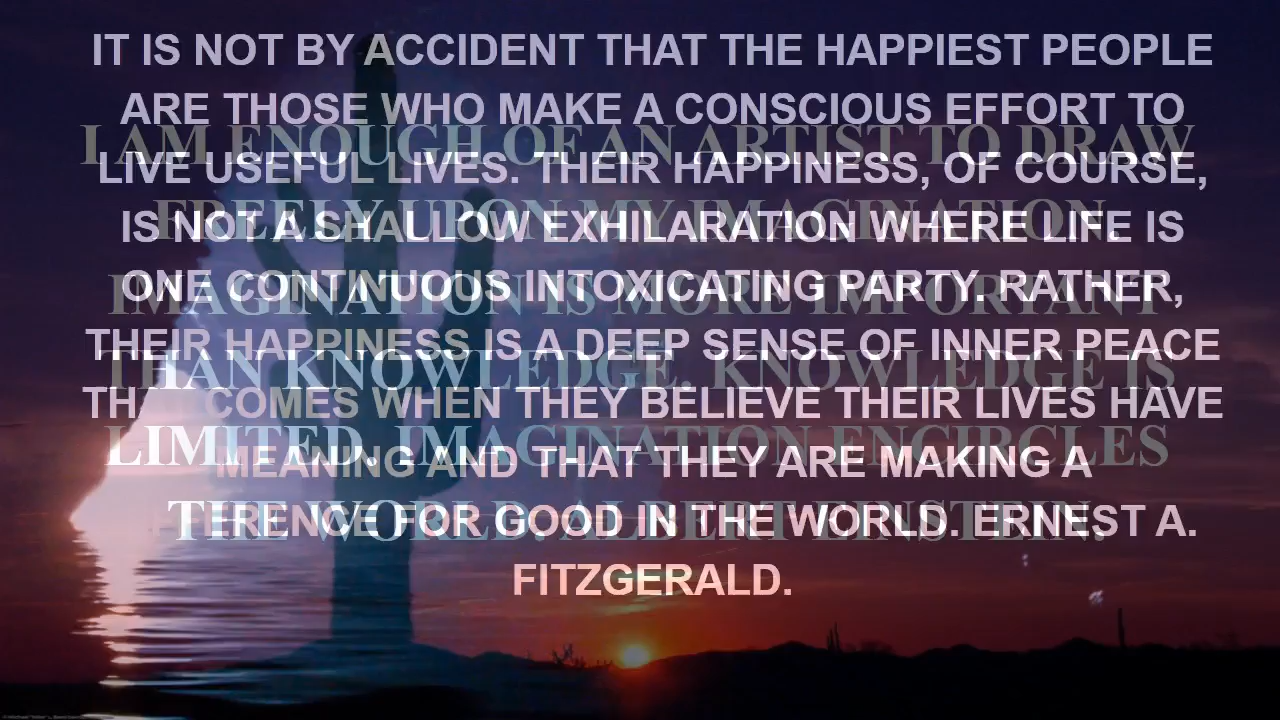 IT IS NOT BY ACCIDENT THAT THE HAPPIEST PEOPLE
ARE THOSE WHO MAKE A CONSCIOUS EFFORT TO
LIVE USEFUL LIVES. THEIR HAPPINESS, OF COURSE,
IS NOT A SHALLOW EXHILARATION WHERE LIFE IS
ONE CONTINUOUS INTOXICATING PARTY. RATHER,
THEIR HAPPINESS IS A DEEP SENSE OF INNER PEACE
THAT COMES WHEN THEY BELIEVE THEIR LIVES HAVE
MEANING AND THAT THEY ARE MAKING A
FERENCE FOR GOOD IN THE WORLD. ERNEST A.
FITZGERALD.
I AM ENOUGH OF AN ARTIST TO DRAW
FREELY UPON MY IMAGINATION.
IMAGINATION IS MORE IMPORTANT
THAN KNOWLEDGE. KNOWLEDGE IS
LIMITED. IMAGINATION ENCIRCLES
THE WORLD. ALBERT EINSTEIN.